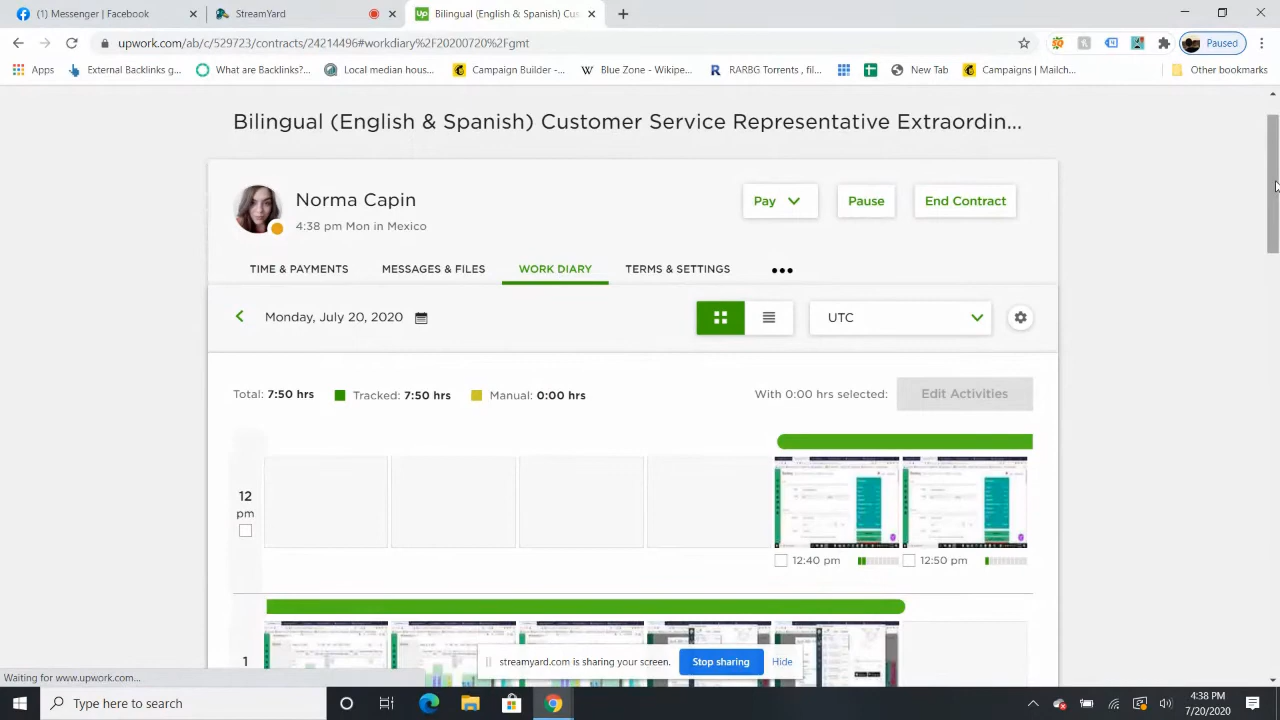 (1) Messenger | Facebook
StreamYard
Bilingual (English & Spanish) Cus
upwork.com/ab/c/529723/contracts/24214496#workdiary%2F20200720%2Fgmt
Paused
Apps
External Backlinks g...
What are Backlinks?...
Local median hous...
Campaign Builder -...
Blue Zone - Wikipe...
RARBG Torrents , fil...
New Tab
Campaigns | Mailch...
Other bookmarks
Bilingual (English & Spanish) Customer Service Representative Extraordin...
Norma Capin
4:38 pm Mon in Mexico
Pay
Pause
End Contract
TIME & PAYMENTS
MESSAGES & FILES
WORK DIARY
TERMS & SETTINGS
Monday, July 20, 2020
UTC
Total: 7:50 hrs
Tracked: 7:50 hrs
Manual: 0:00 hrs
With 0:00 hrs selected:
Edit Activities
12
pm
12:40 pm
12:50 pm
1
streamyard.com is sharing your screen.
Stop sharing
Hide
Waiting for www.upwork.
Type here to search
4:38 PM
7/20/2020